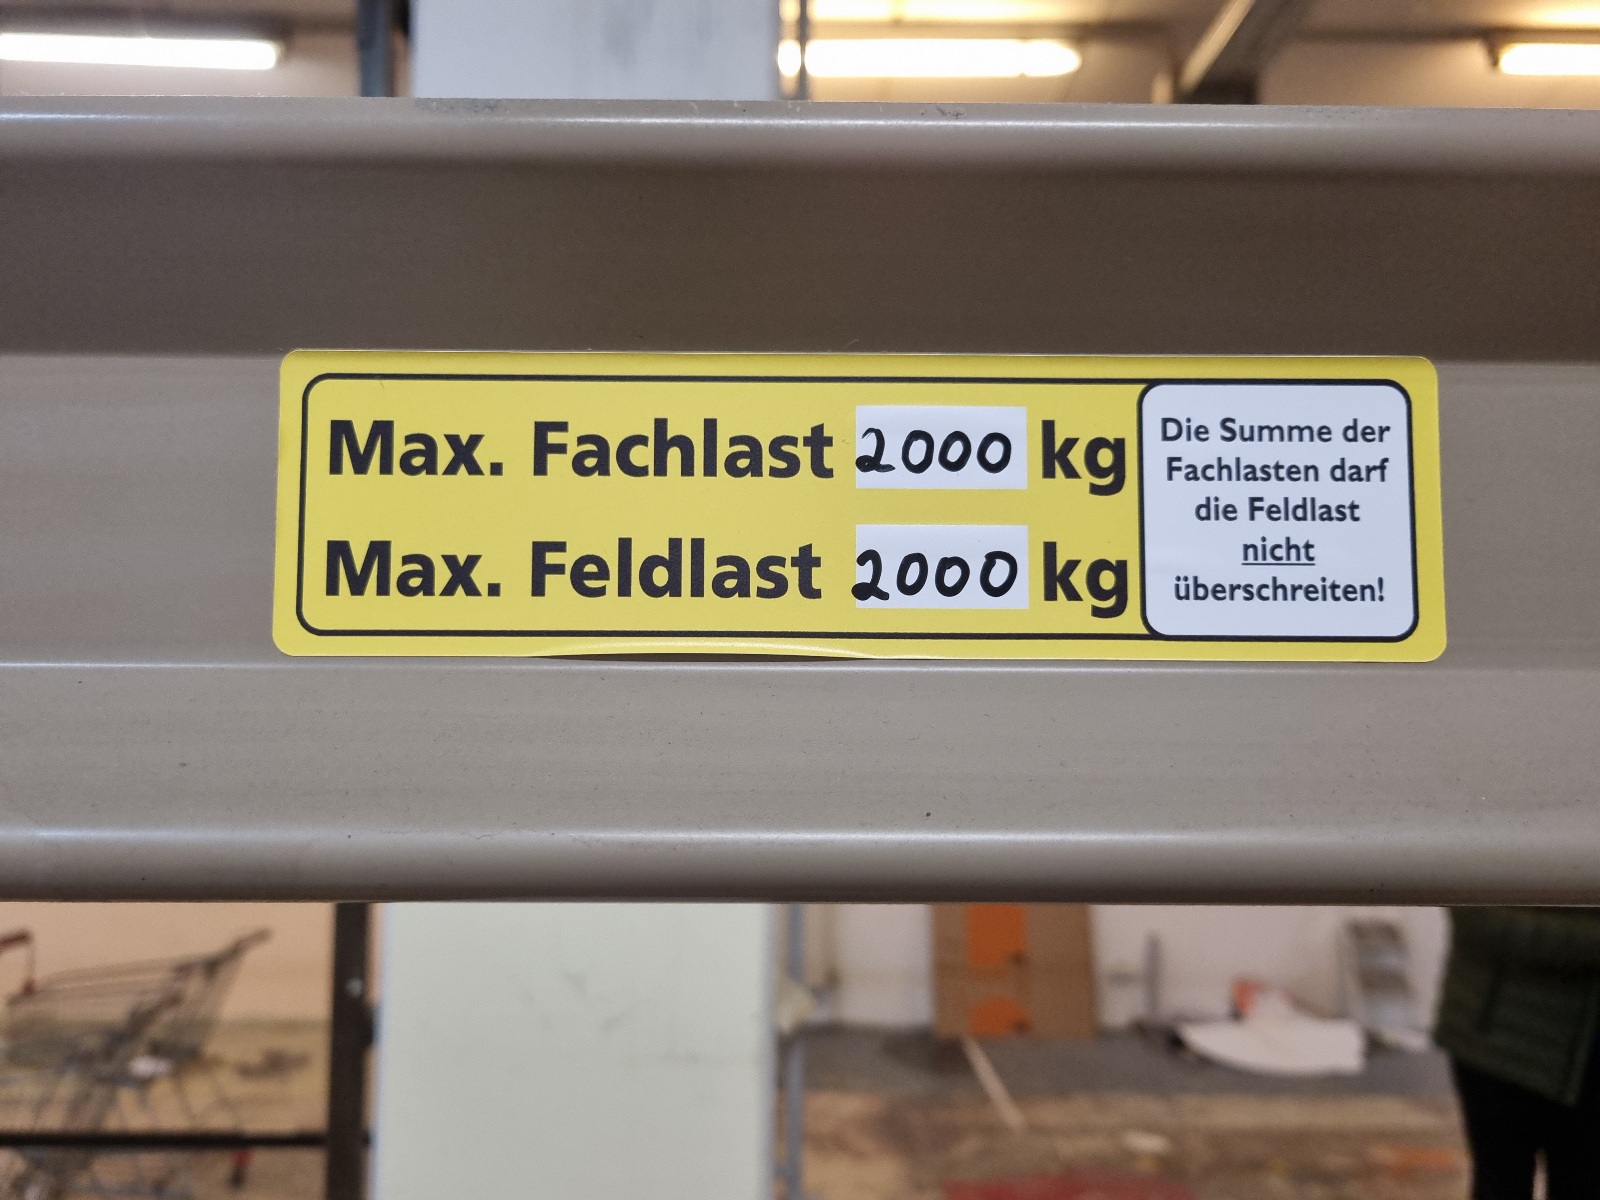 Max. Fachlast 2000 kg
Max. Feldlast 2000 kg
Die Summe der
Fachlasten darf
die Feldlast
nicht
überschreiten!